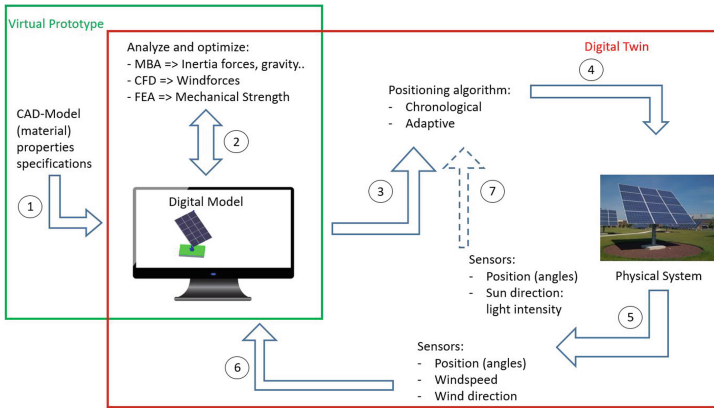 Virtual Prototype
Digital Twin
Analyze and optimize:
- MBA => Inertia forces, gravity..
- CFD => Windforces
- FEA => Mechanical Strength
CAD-Model
(material)
properties
specifications
1
2
Digital Model
3
Positioning algorithm:
- Chronological
- Adaptive
4
7
Physical System
Sensors:
- Position (angles)
- Sun direction:
light intensity
5
Sensors:
- Position (angles)
- Windspeed
- Wind direction
6